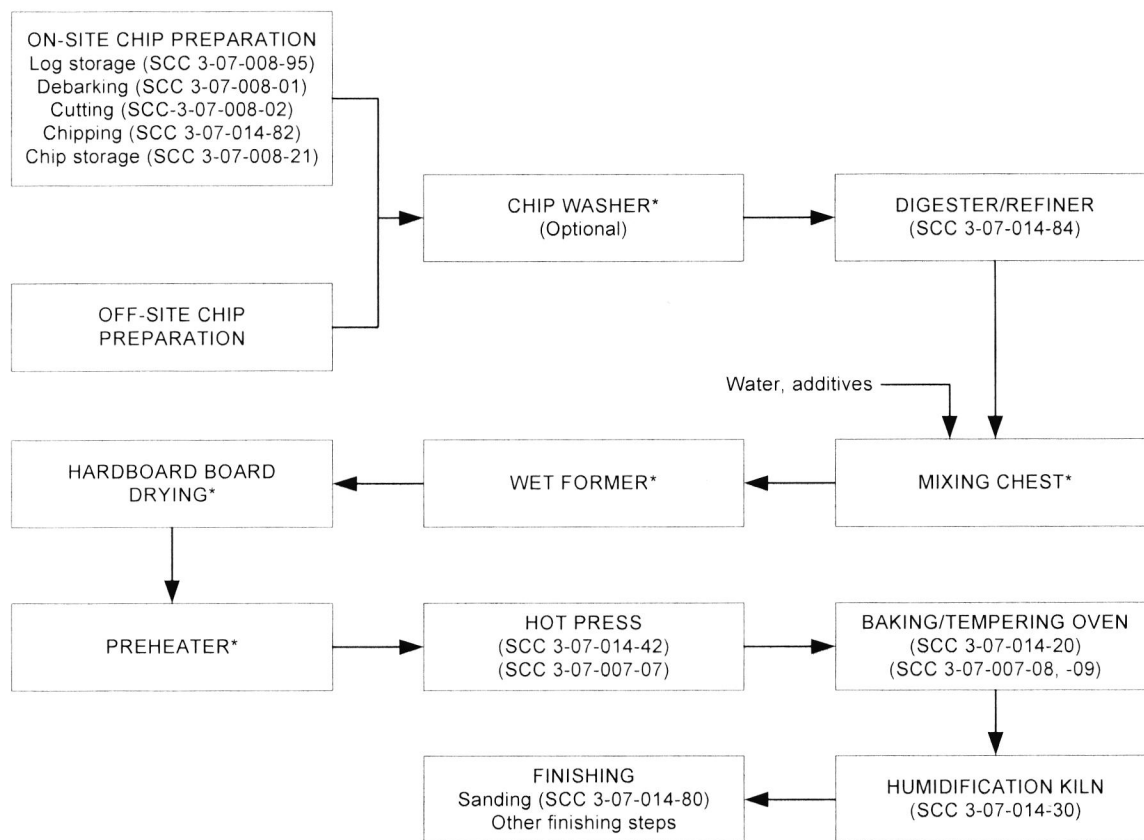 ON-SITE CHIP PREPARATION
Log storage (SCC 3-07-008-95)
Debarking (SCC 3-07-008-01)
Cutting (SCC-3-07-008-02)
Chipping (SCC 3-07-014-82)
Chip storage (SCC 3-07-008-21)
OFF-SITE CHIP
PREPARATION
CHIP WASHER*
(Optional)
DIGESTER/REFINER
(SCC 3-07-014-84)
Water, additives
MIXING CHEST*
WET FORMER*
HARDBOARD BOARD
DRYING*
PREHEATER*
HOT PRESS
(SCC 3-07-014-42)
(SCC 3-07-007-07)
BAKING/TEMPERING OVEN
(SCC 3-07-014-20)
(SCC 3-07-007-08, -09)
HUMIDIFICATION KILN
(SCC 3-07-014-30)
FINISHING
Sanding (SCC 3-07-014-80)
Other finishing steps